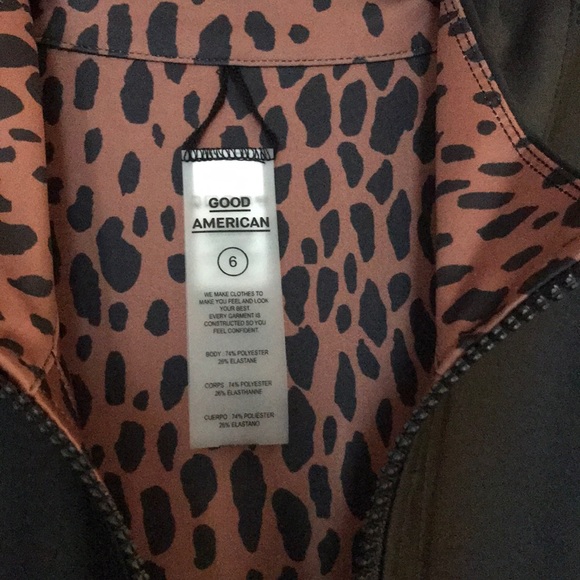 GOOD
AMERICAN
6
WE MAKE CLOTHES TO
MAKE YOU FEEL AND LOOK
YOUR BEST
EVERY GARMENT IS
CONSTRUCTED SO YOU
FEEL CONFIDENT
BODY : 74% POLYESTER
26% ELASTANE
CORPS : 74% POLYESTER
26% ELASTHANNE
CUERPO : 74% POLIESTER
26% ELASTANO